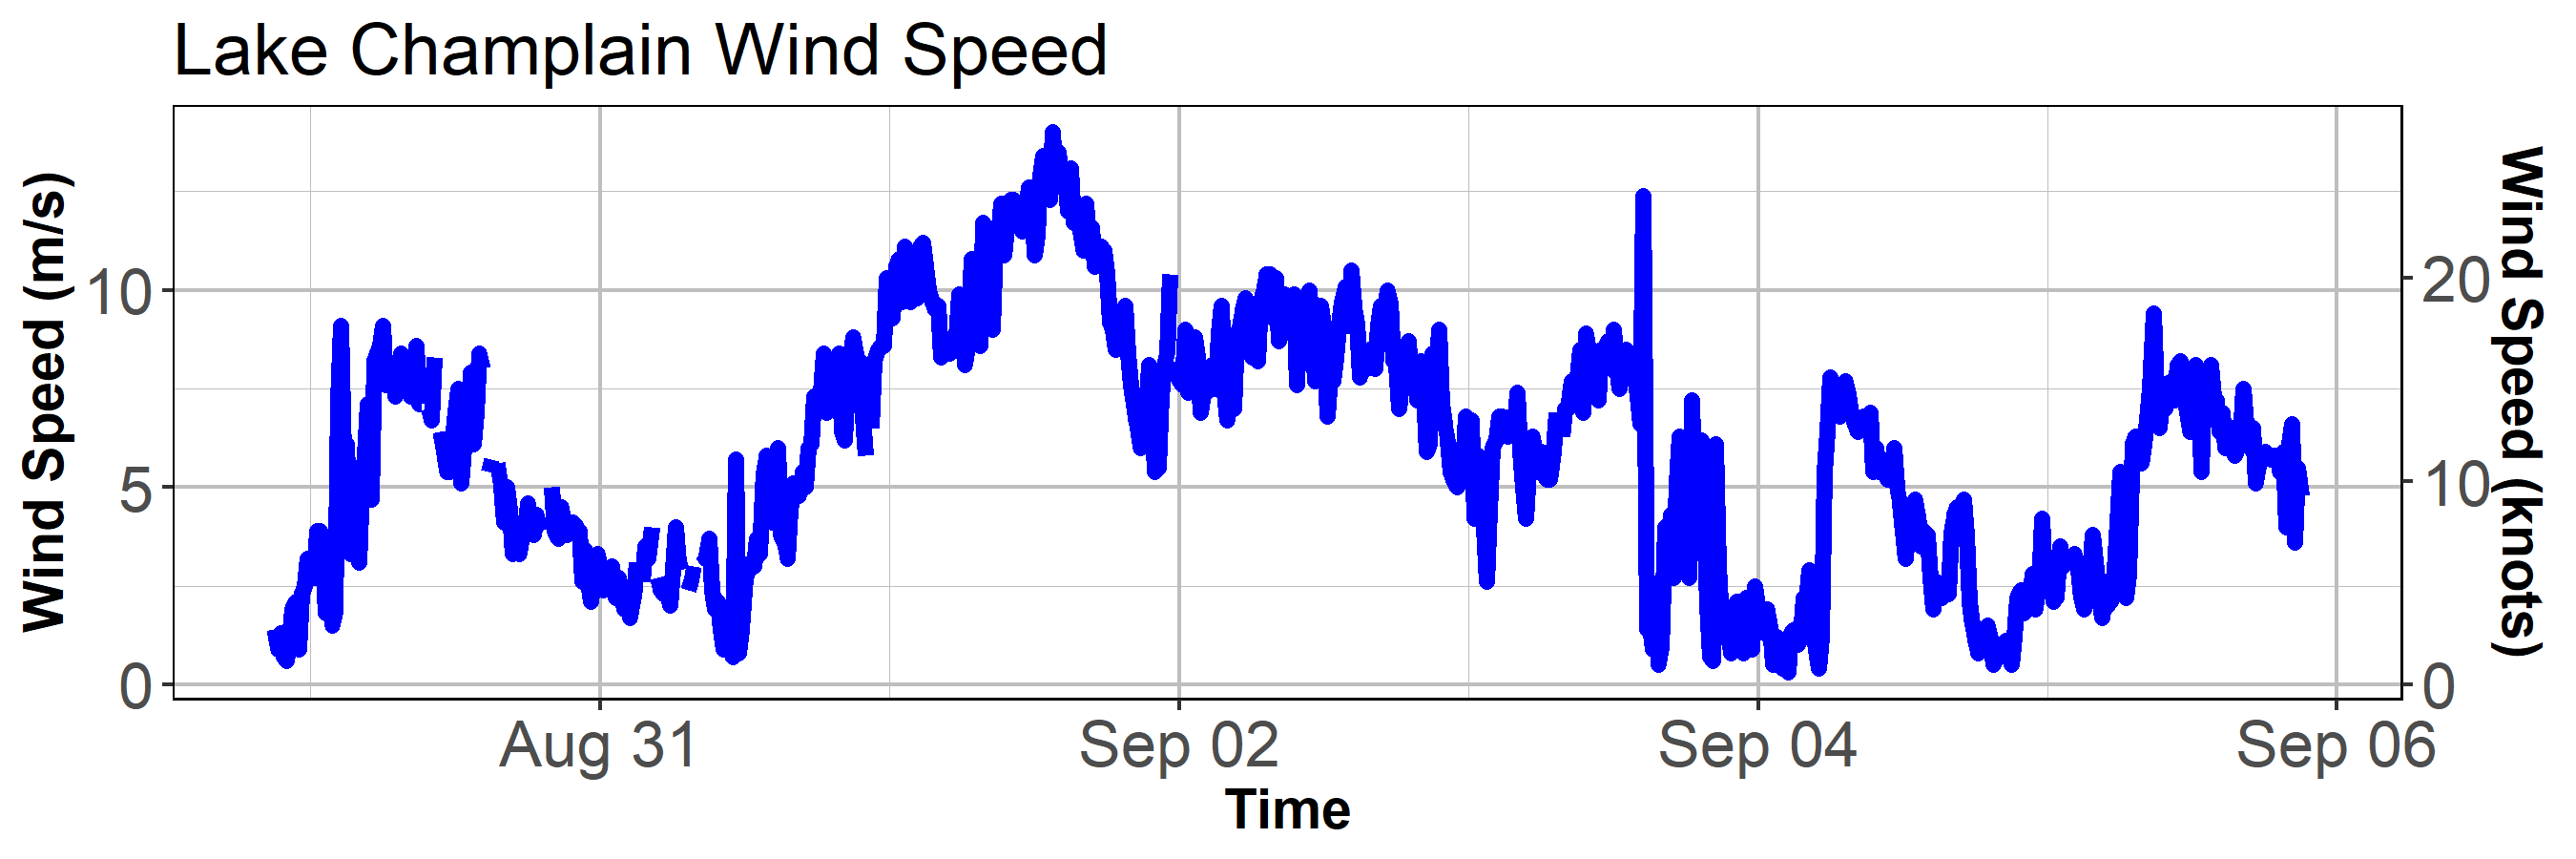 Lake Champlain Wind Speed
Wind Speed (m/s)
10
5
0
20
10
0
Wind Speed (knots)
Aug 31
Sep 02
Sep 04
Sep 06
Time